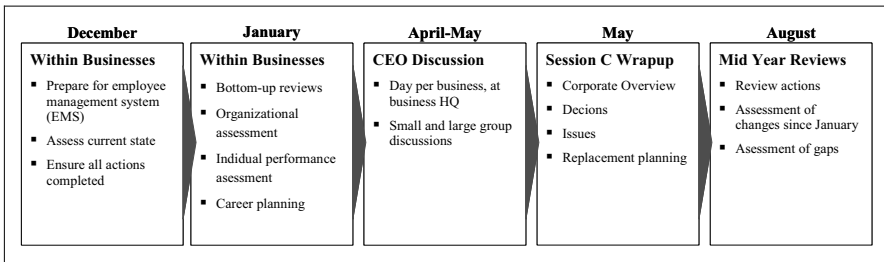 December
Within Businesses
▪ Prepare for employee
management system
(EMS)
▪ Assess current state
▪ Ensure all actions
completed
January
Within Businesses
▪ Bottom-up reviews
▪ Organizational
assessment
▪ Indidual performance
asessment
▪ Career planning
April-May
CEO Discussion
▪ Day per business, at
business HQ
▪ Small and large group
discussions
May
Session C Wrapup
▪ Corporate Overview
▪ Decions
▪ Issues
▪ Replacement planning
August
Mid Year Reviews
▪ Review actions
▪ Assessment of
changes since January
▪ Asessment of gaps